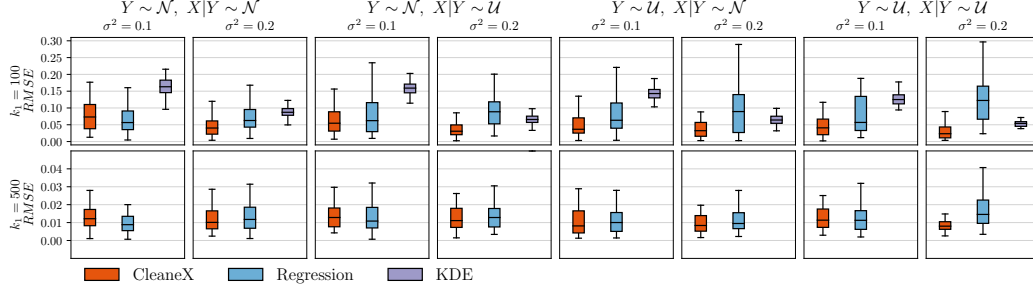 Y ∼ 𝒩, X|Y ∼ 𝒩 Y ∼ 𝒩, X|Y ∼ 𝒰 Y ∼ 𝒰, X|Y ∼ 𝒩 Y ∼ 𝒰, X|Y ∼ 𝒰
σ² = 0.1 σ² = 0.2 σ² = 0.1 σ² = 0.2 σ² = 0.1 σ² = 0.2 σ² = 0.1 σ² = 0.2
k₁ = 100
RMSE
0.30
0.25
0.20
0.15
0.10
0.05
0.00
k₁ = 500
RMSE
0.04
0.03
0.02
0.01
0.00
CleaneX Regression KDE